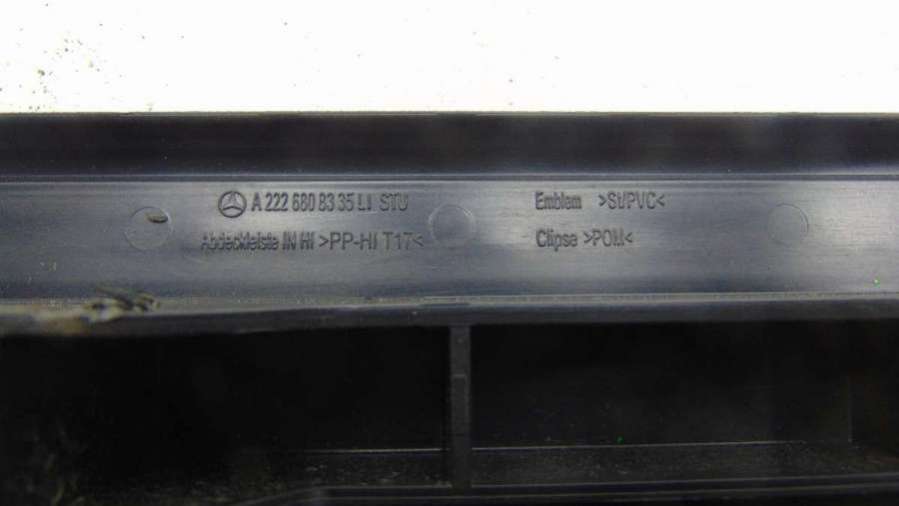 A 222 680 83 35 LI STU
Abdeckleiste IN HI >PP-HI T17<
Emblem >St/PVC<
Clipse >POM<